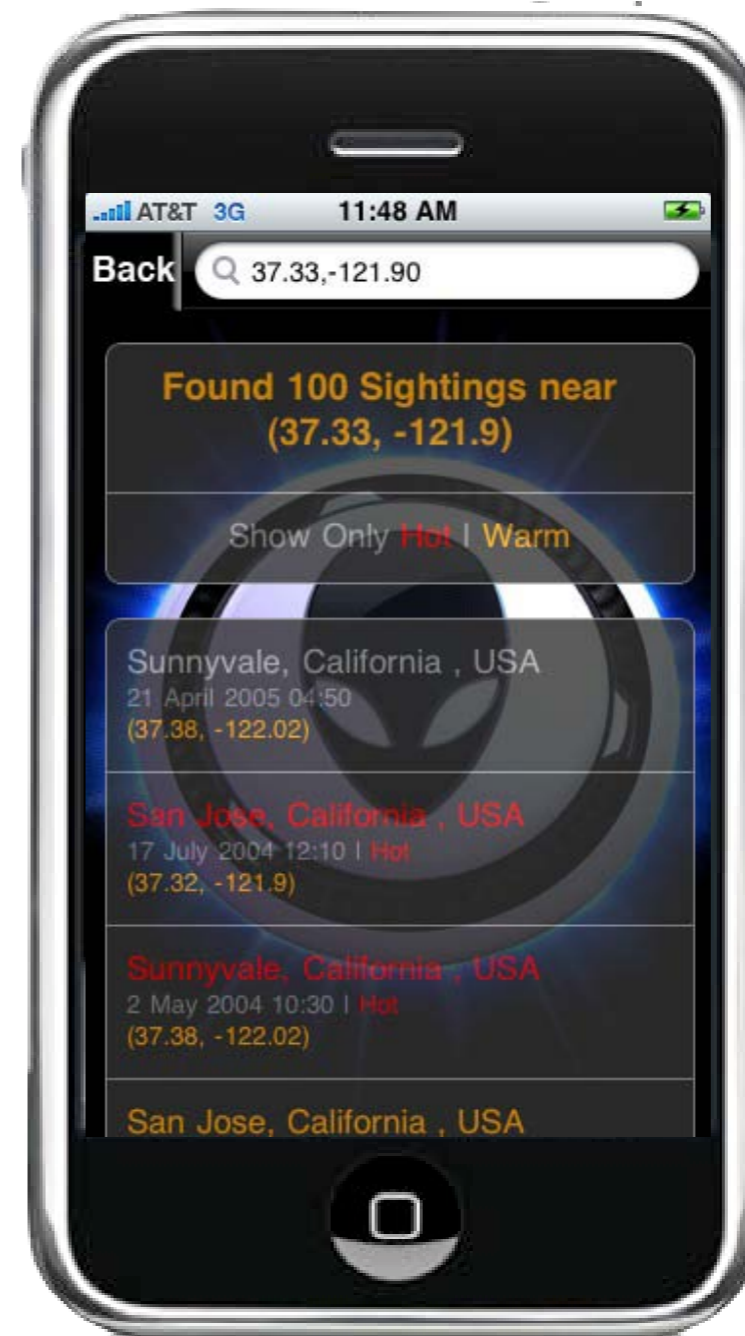 AT&T 3G 11:48 AM
Back 37.33,-121.90
Found 100 Sightings near
(37.33, -121.9)
Show Only Hot | Warm
Sunnyvale, California , USA
21 April 2005 04:50
(37.38, -122.02)
San Jose, California , USA
17 July 2004 12:10 | Hot
(37.32, -121.9)
Sunnyvale, California , USA
2 May 2004 10:30 | Hot
(37.38, -122.02)
San Jose, California , USA